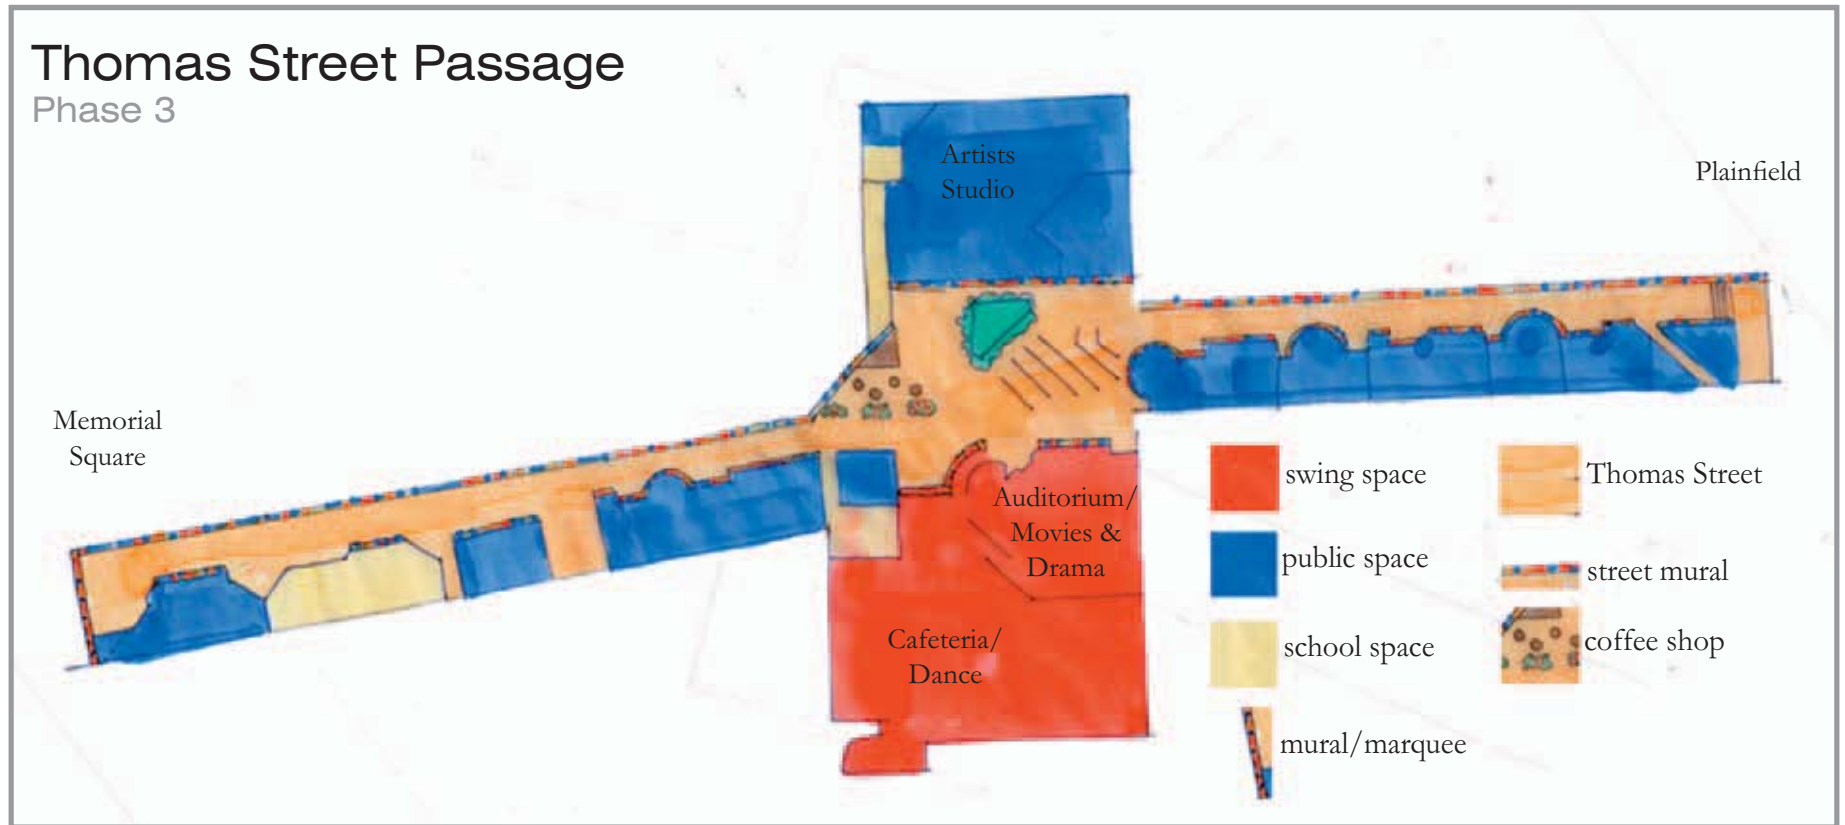 Thomas Street Passage
Phase 3
Artists
Studio
Plainfield
Memorial
Square
Auditorium/
Movies &
Drama
Cafeteria/
Dance
swing space
public space
school space
mural/marquee
Thomas Street
street mural
coffee shop